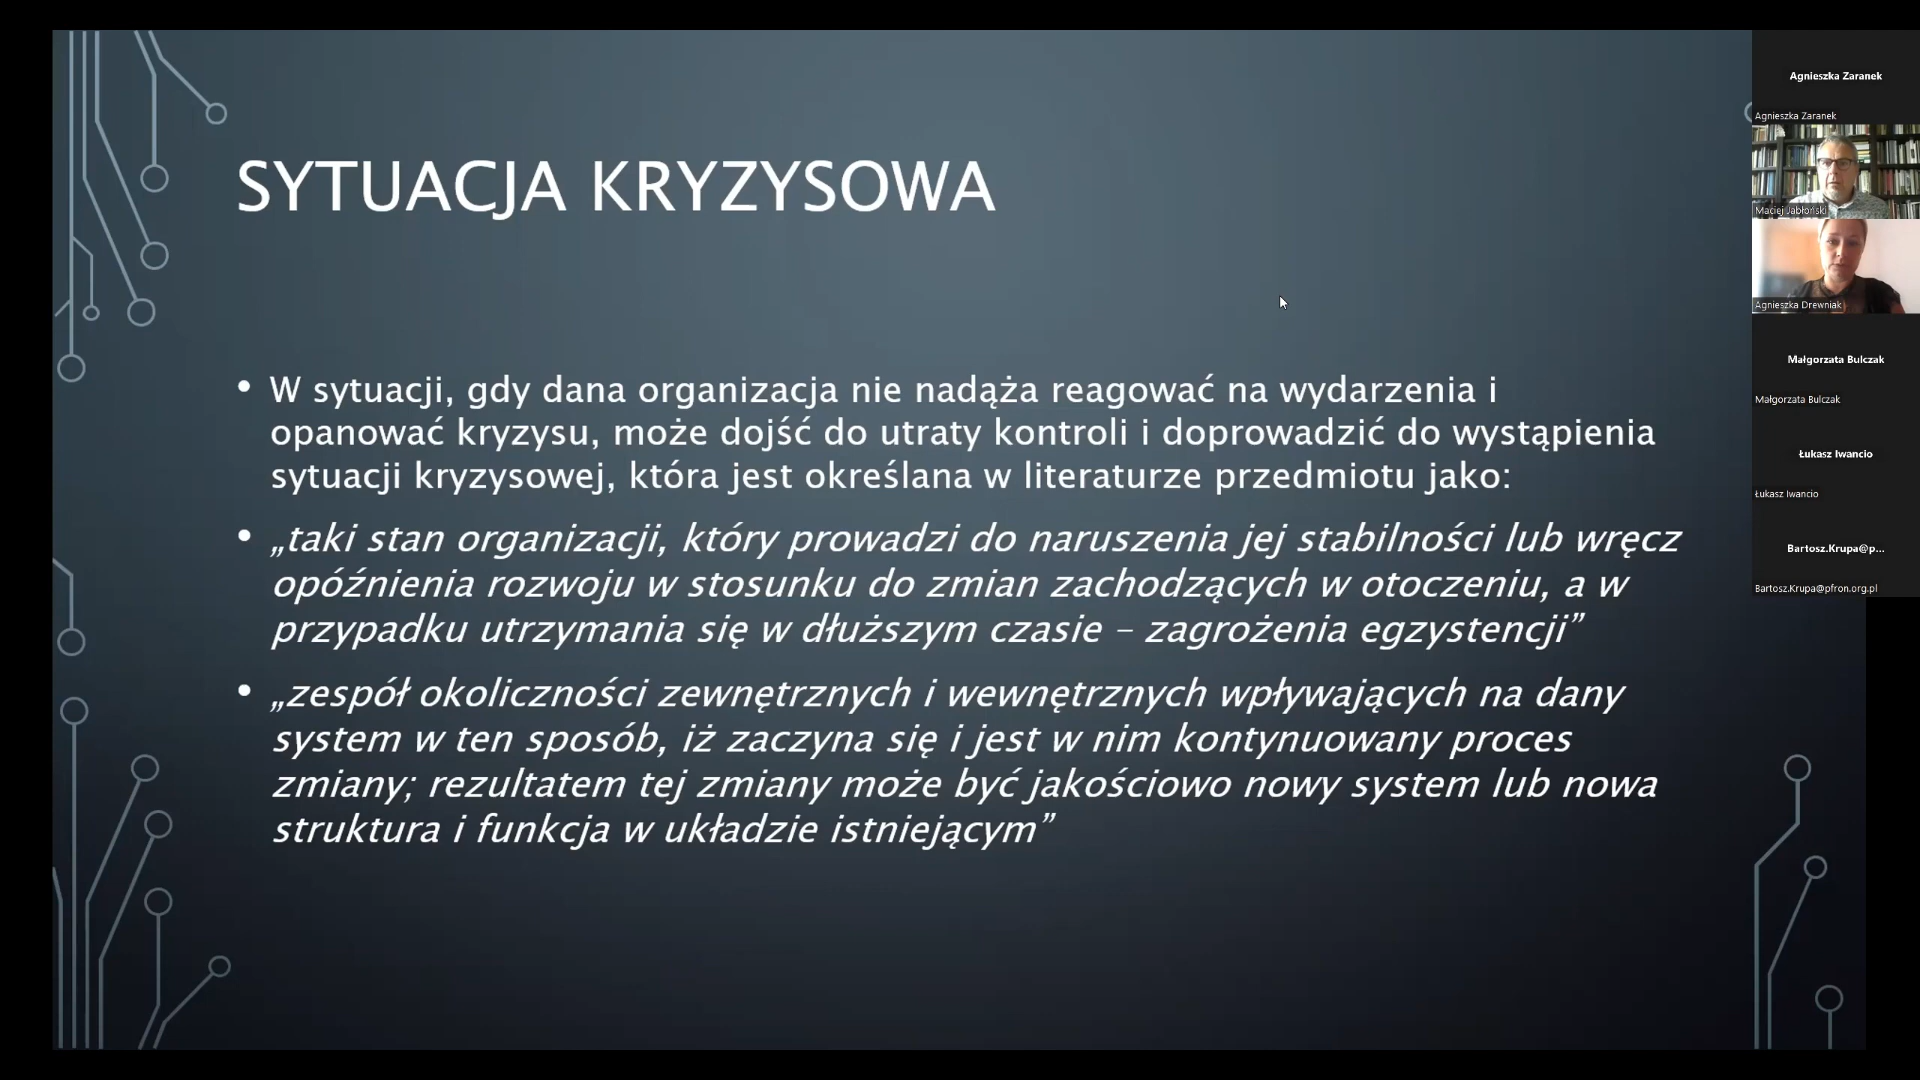 SYTUACJA KRYZYSOWA
• W sytuacji, gdy dana organizacja nie nadąża reagować na wydarzenia i
opanować kryzysu, może dojść do utraty kontroli i doprowadzić do wystąpienia
sytuacji kryzysowej, która jest określana w literaturze przedmiotu jako:
• „taki stan organizacji, który prowadzi do naruszenia jej stabilności lub wręcz
opóźnienia rozwoju w stosunku do zmian zachodzących w otoczeniu, a w
przypadku utrzymania się w dłuższym czasie – zagrożenia egzystencji”
• „zespół okoliczności zewnętrznych i wewnętrznych wpływających na dany
system w ten sposób, iż zaczyna się i jest w nim kontynuowany proces
zmiany; rezultatem tej zmiany może być jakościowo nowy system lub nowa
struktura i funkcja w układzie istniejącym”
Agnieszka Zaranek
Agnieszka Zaranek
Maciej Jabłoński
Agnieszka Drewniak
Małgorzata Bulczak
Małgorzata Bulczak
Łukasz Iwancio
Łukasz Iwancio
Bartosz.Krupa@p...
Bartosz.Krupa@pfron.org.pl